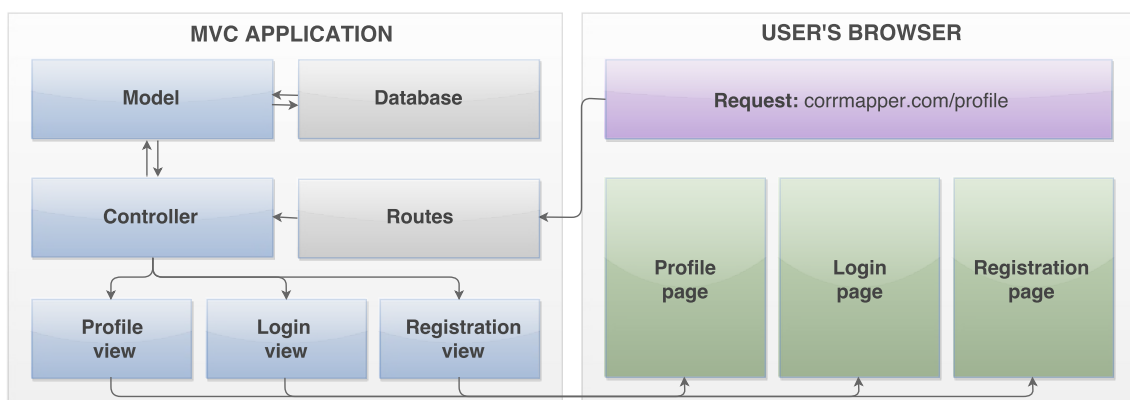 MVC APPLICATION
Model
Database
Controller
Routes
Profile
view
Login
view
Registration
view
USER'S BROWSER
Request: corrmapper.com/profile
Profile
page
Login
page
Registration
page